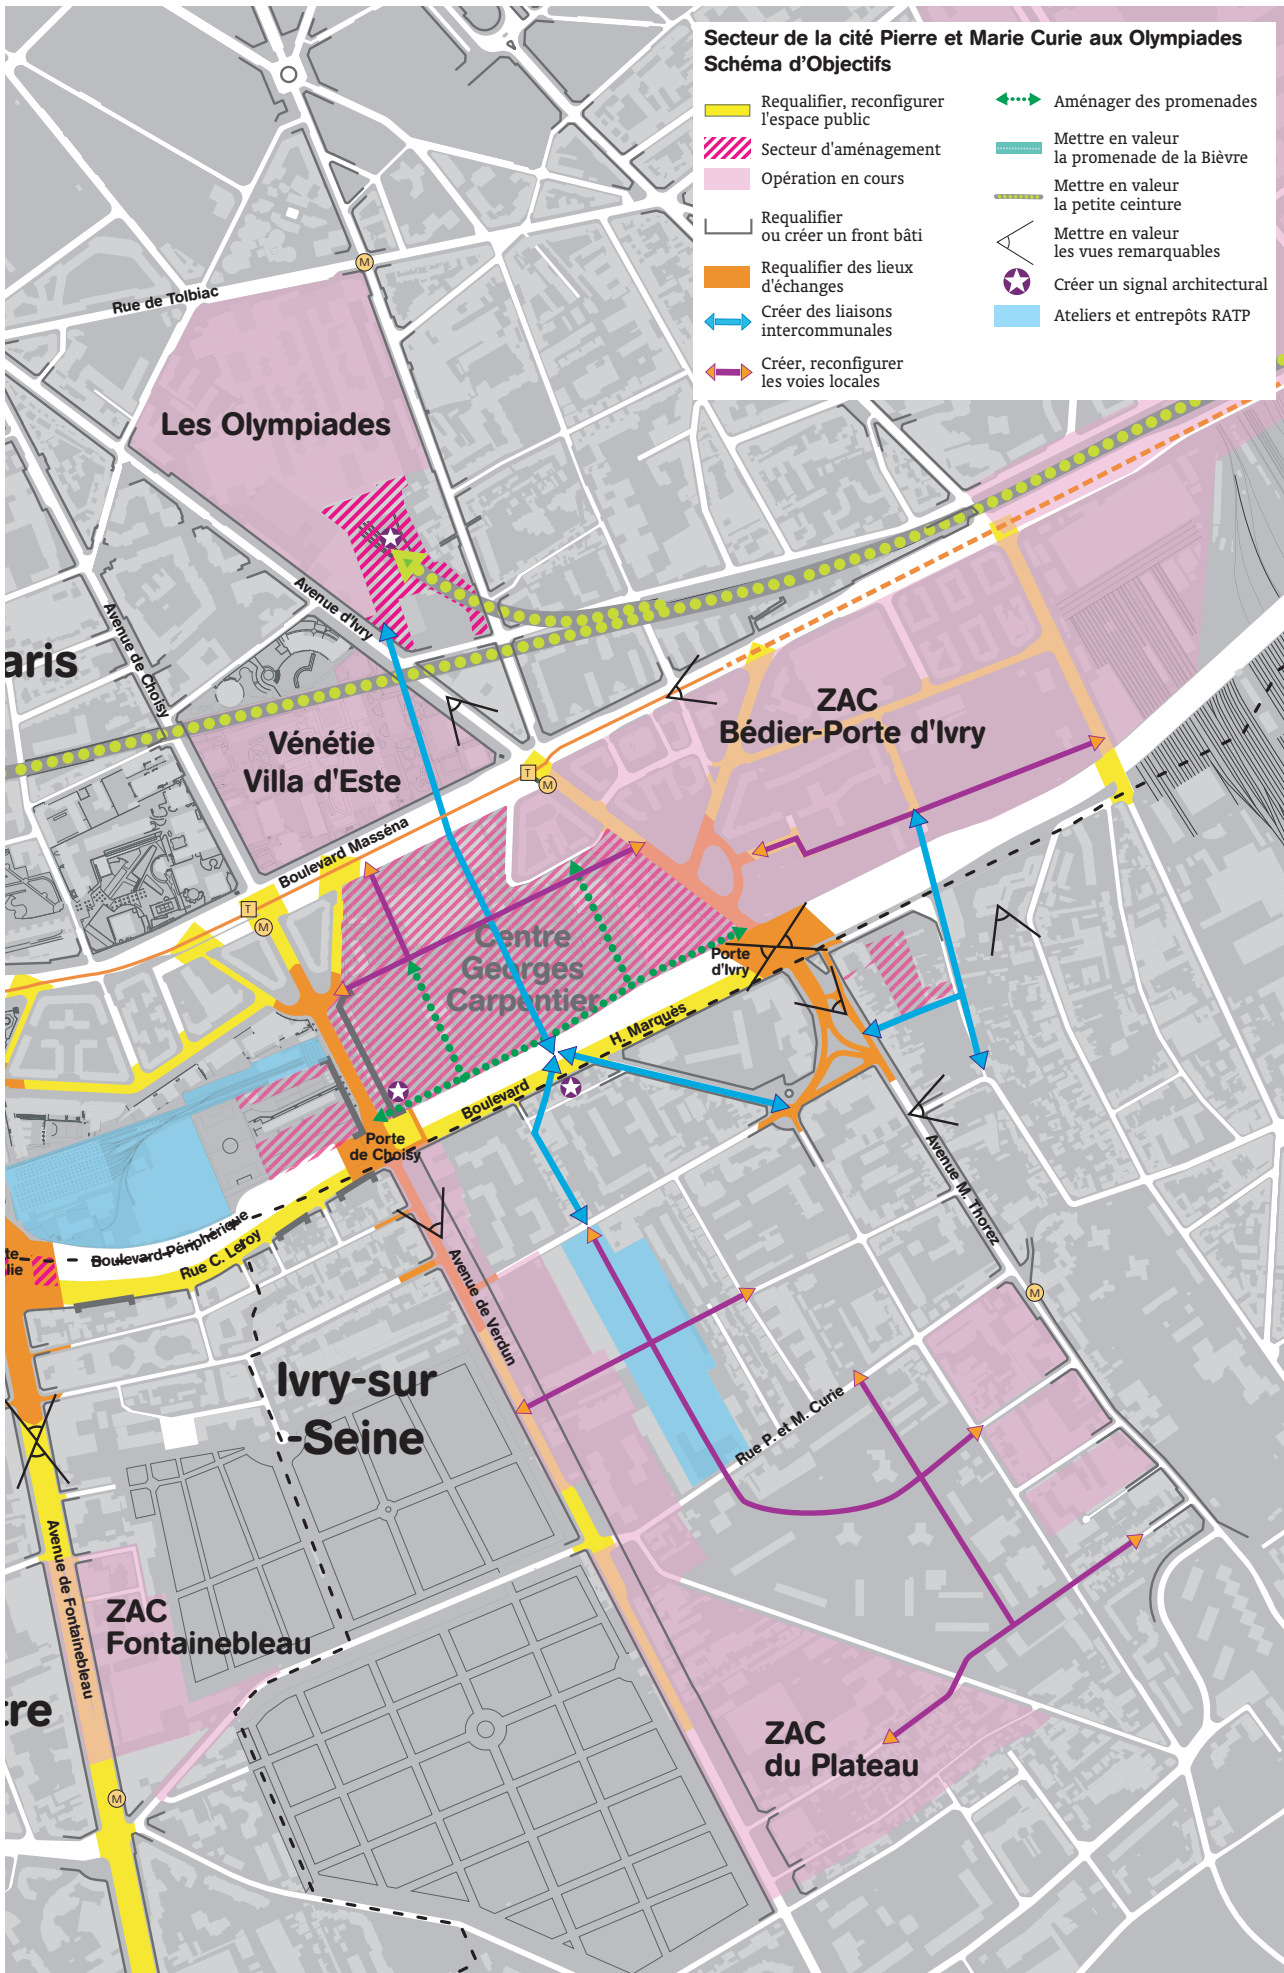 Secteur de la cité Pierre et Marie Curie aux Olympiades
Schéma d'Objectifs
Requalifier, reconfigurer
l'espace public
Secteur d'aménagement
Opération en cours
Requalifier
ou créer un front bâti
Requalifier des lieux
d'échanges
Créer des liaisons
intercommunales
Créer, reconfigurer
les voies locales
Aménager des promenades
Mettre en valeur
la promenade de la Bièvre
Mettre en valeur
la petite ceinture
Mettre en valeur
les vues remarquables
Créer un signal architectural
Ateliers et entrepôts RATP
M
Rue de Tolbiac
Les Olympiades
Avenue d'Ivry
Avenue de Choisy
aris
Vénétie
Villa d'Este
ZAC
Bédier-Porte d'Ivry
T
M
Boulevard Masséna
T
M
Centre
Georges
Carpentier
Porte
d'Ivry
H. Marquès
Boulevard
Porte
de Choisy
Avenue M. Thorez
Boulevard Périphérique
Rue C. Leroy
te
lie
Avenue de Verdun
M
Ivry-sur
-Seine
Rue P. et M. Curie
Avenue de Fontainebleau
ZAC
Fontainebleau
tre
ZAC
du Plateau
M